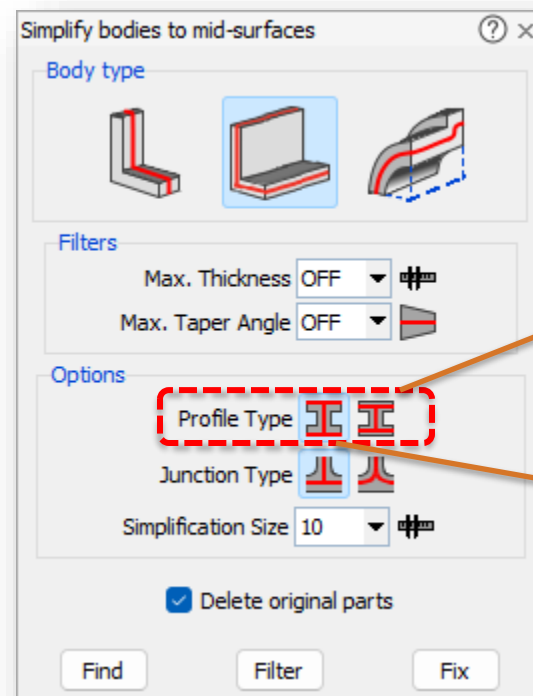 Simplify bodies to mid-surfaces
Body type
Filters
Max. Thickness OFF
Max. Taper Angle OFF
Options
Profile Type
Junction Type
Simplification Size 10
Delete original parts
Find Filter Fix